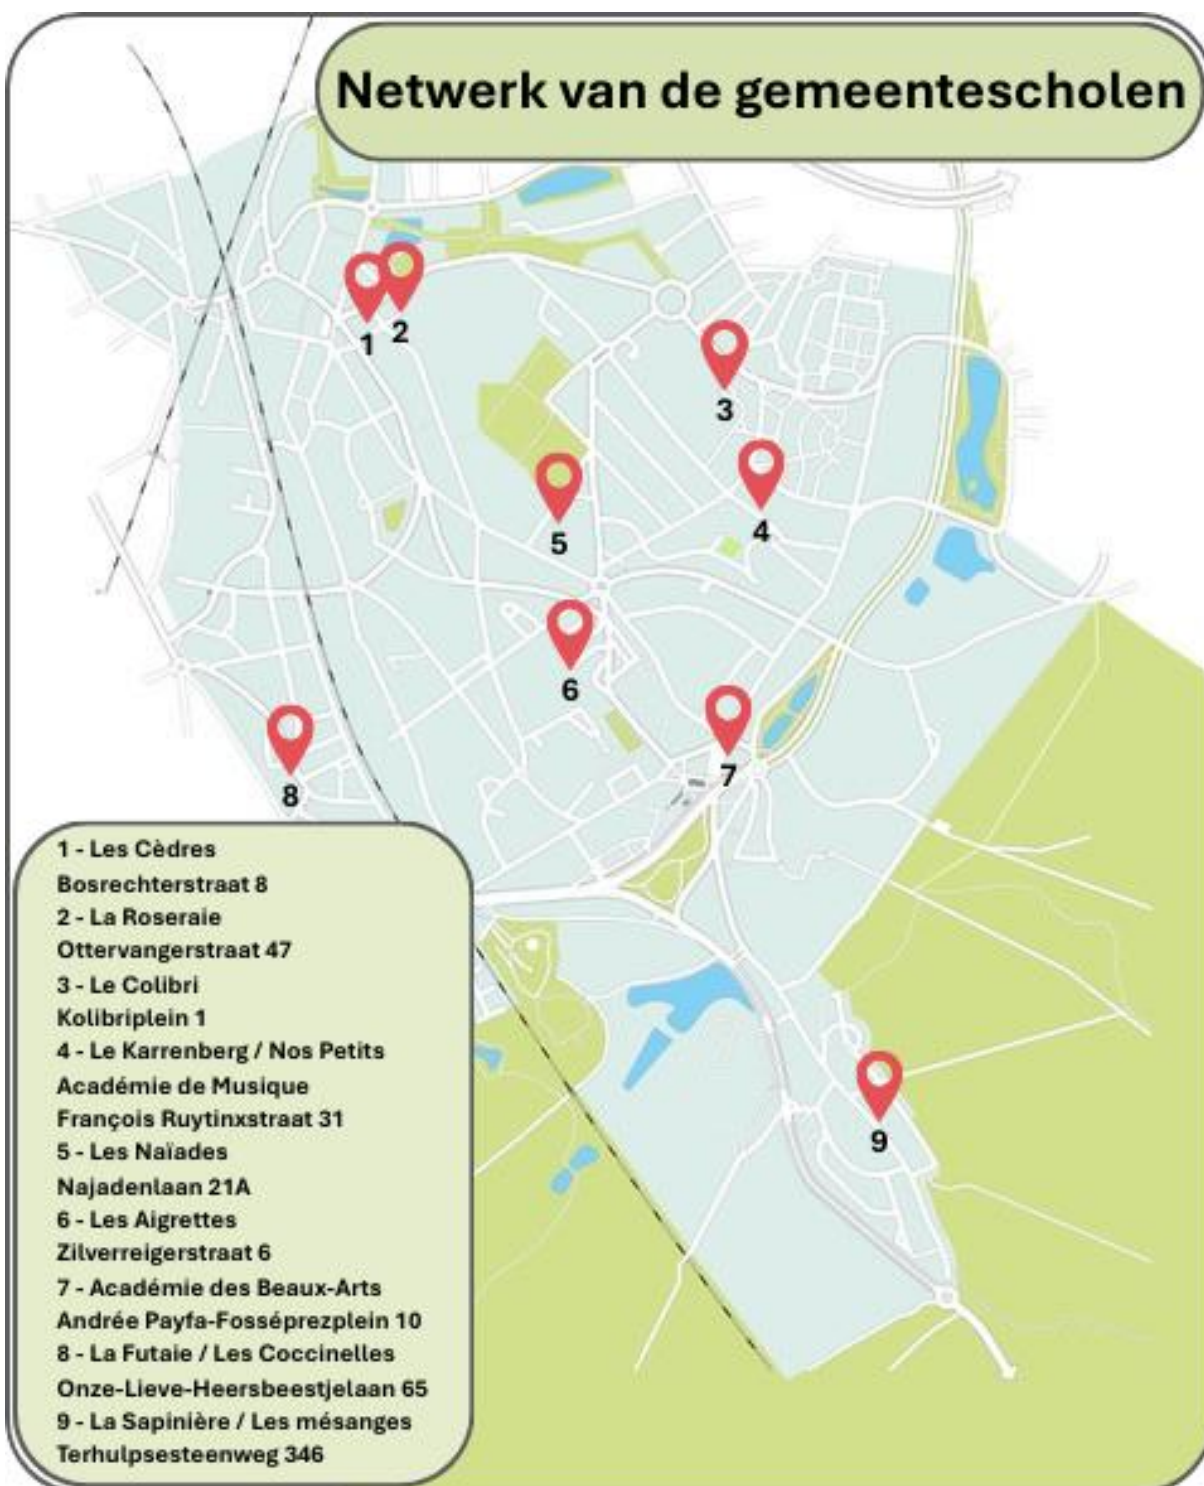 Netwerk van de gemeentescholen
1
2
3
4
5
6
7
8
9
1 - Les Cèdres
Bosrechterstraat 8
2 - La Roseraie
Ottervangerstraat 47
3 - Le Colibri
Kolibriplein 1
4 - Le Karrenberg / Nos Petits
Académie de Musique
François Ruytinxstraat 31
5 - Les Naïades
Najadenlaan 21A
6 - Les Aigrettes
Zilverreigerstraat 6
7 - Académie des Beaux-Arts
Andrée Payfa-Fosséprezplein 10
8 - La Futaie / Les Coccinelles
Onze-Lieve-Heersbeestjelaan 65
9 - La Sapinière / Les mésanges
Terhulpsesteenweg 346